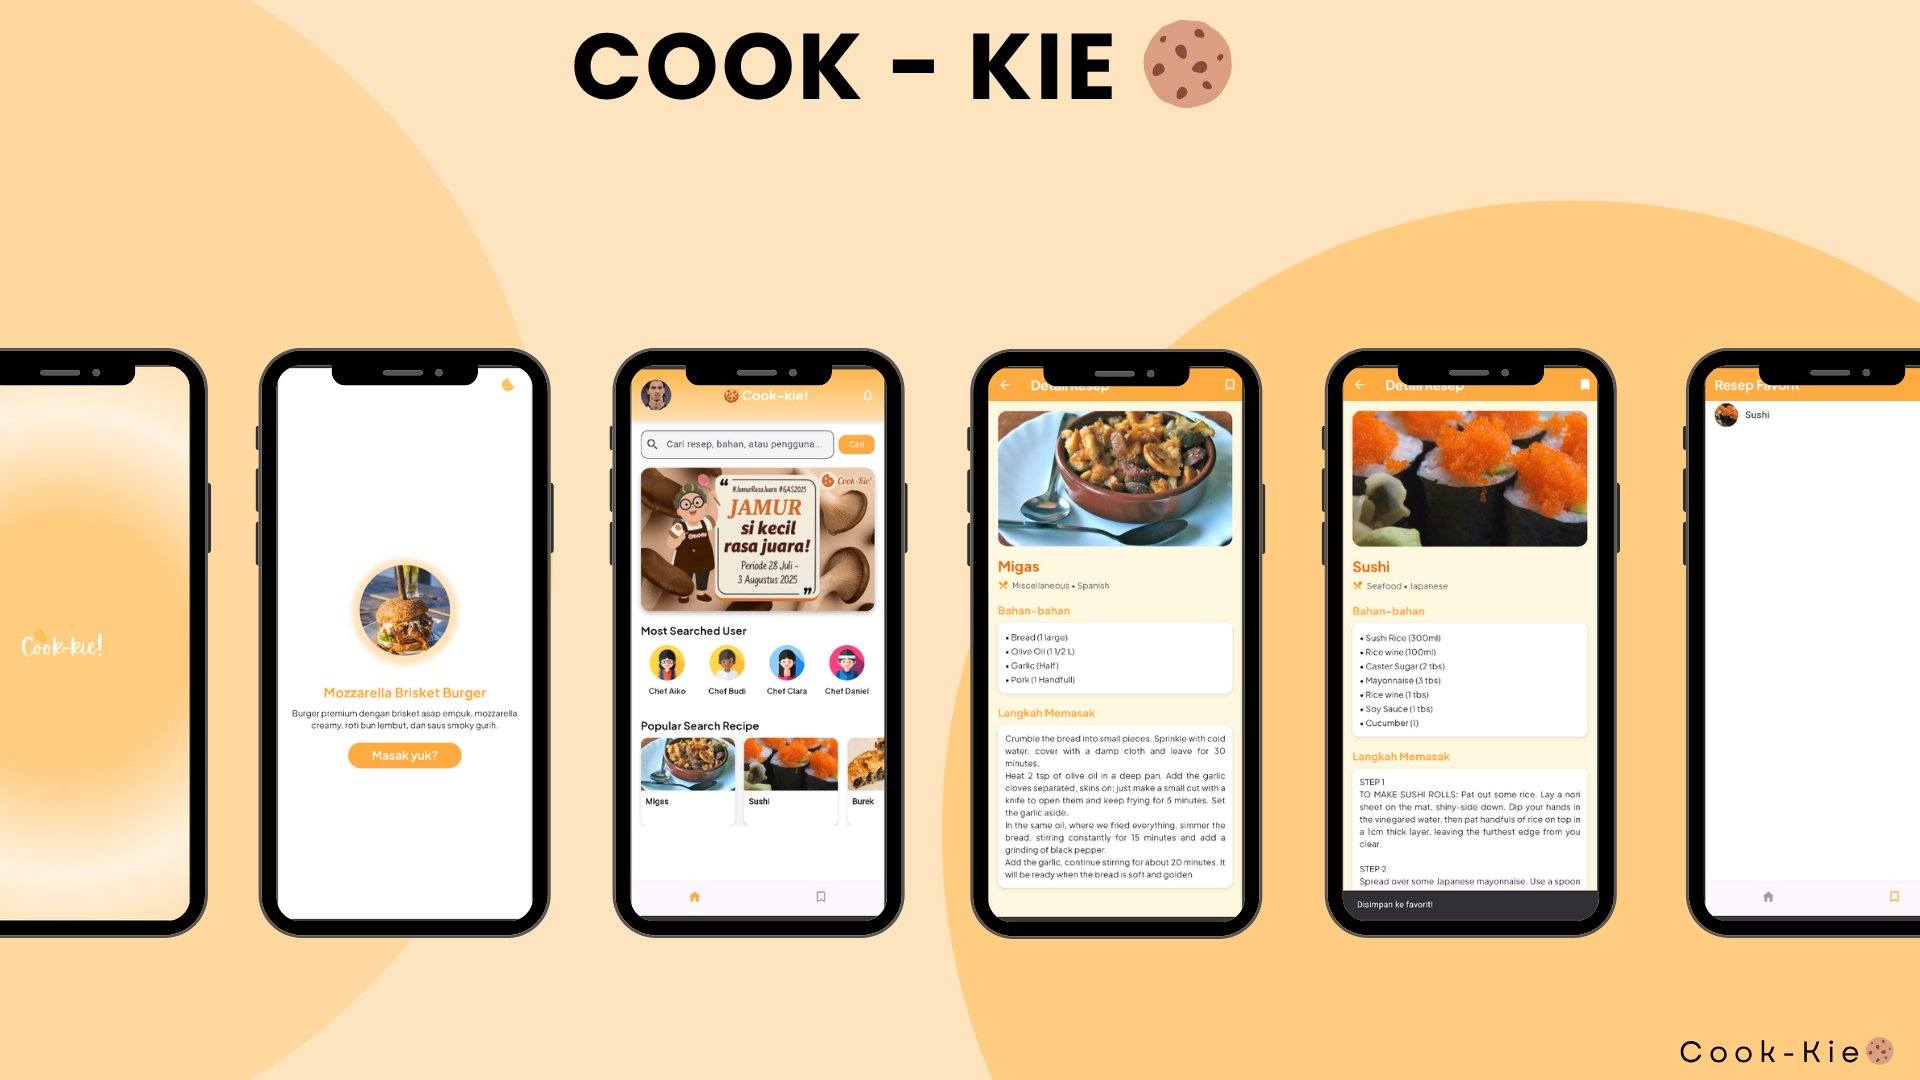 COOK - KIE
Cook-kie!
Mozzarella Brisket Burger
Burger premium dengan brisket asap empuk, mozzarella
creamy, roti bun lembut, dan saus smoky gurih.
Masak yuk?
Cook-kie!
Cari resep, bahan, atau pengguna...
Cari
Cook-Kie!
#JamurRasaJuara #GAS2025
JAMUR
si kecil
rasa juara!
Periode 28 Juli -
3 Augustus 2025
Most Searched User
Chef Aiko
Chef Budi
Chef Clara
Chef Daniel
Popular Search Recipe
Migas
Sushi
Burek
Detail Resep
Migas
Miscellaneous • Spanish
Bahan-bahan
• Bread (1 large)
• Olive Oil (1 1/2 L)
• Garlic (Half)
• Pork (1 Handfull)
Langkah Memasak
Crumble the bread into small pieces. Sprinkle with cold
water, cover with a damp cloth and leave for 30
minutes.
Heat 2 tsp of olive oil in a deep pan. Add the garlic
cloves separated, skins on; just make a small cut with a
knife to open them and keep frying for 5 minutes. Set
the garlic aside.
In the same oil, where we fried everything, simmer the
bread, stirring constantly for 15 minutes and add a
grinding of black pepper.
Add the garlic, continue stirring for about 20 minutes. It
will be ready when the bread is soft and golden.
Detail Resep
Sushi
Seafood • Japanese
Bahan-bahan
• Sushi Rice (300ml)
• Rice wine (100ml)
• Caster Sugar (2 tbs)
• Mayonnaise (3 tbs)
• Rice wine (1 tbs)
• Soy Sauce (1 tbs)
• Cucumber (1)
Langkah Memasak
STEP 1
TO MAKE SUSHI ROLLS: Pat out some rice. Lay a nori
sheet on the mat, shiny-side down. Dip your hands in
the vinegared water, then pat handfuls of rice on top in
a 1cm thick layer, leaving the furthest edge from you
clear.
STEP 2
Spread over some Japanese mayonnaise. Use a spoon
Disimpan ke favorit!
Resep Favorit
Sushi
Cook-Kie